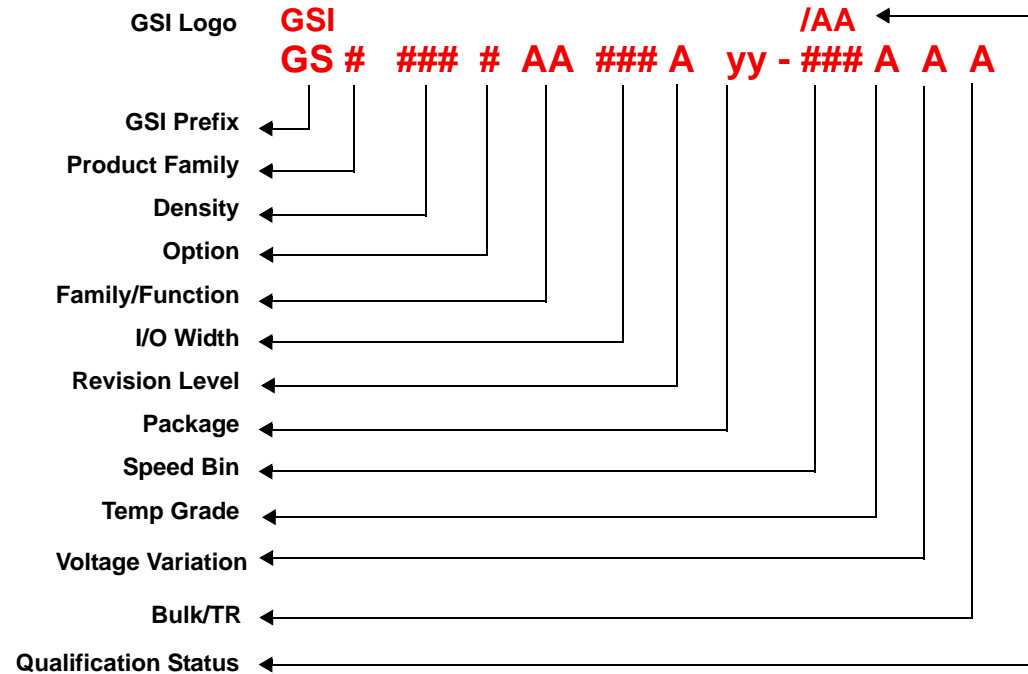 GSI Logo GSI /AA
GS # ### # AA ### A yy - ### A A A
GSI Prefix
Product Family
Density
Option
Family/Function
I/O Width
Revision Level
Package
Speed Bin
Temp Grade
Voltage Variation
Bulk/TR
Qualification Status